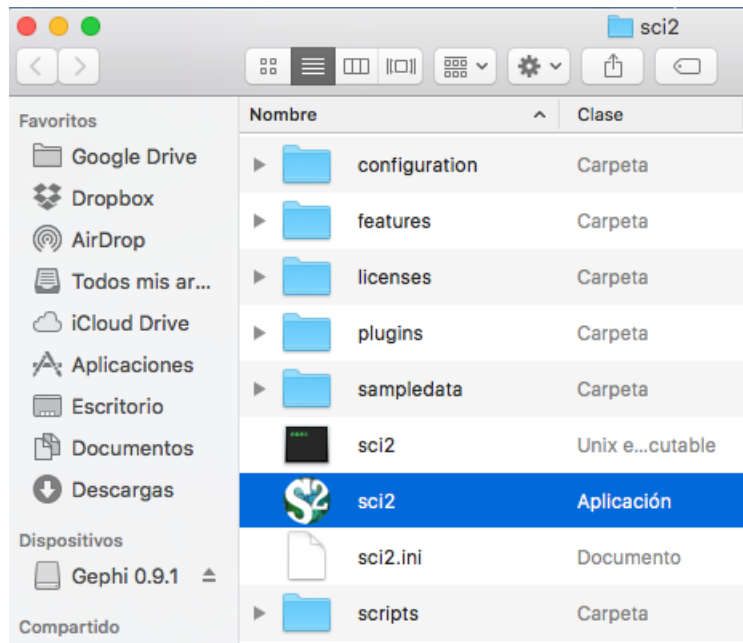 sci2
Favoritos
Google Drive
Dropbox
AirDrop
Todos mis ar...
iCloud Drive
Aplicaciones
Escritorio
Documentos
Descargas
Dispositivos
Gephi 0.9.1
Compartido
Nombre Clase
configuration Carpeta
features Carpeta
licenses Carpeta
plugins Carpeta
sampledata Carpeta
sci2 Unix e...cutable
sci2 Aplicación
sci2.ini Documento
scripts Carpeta